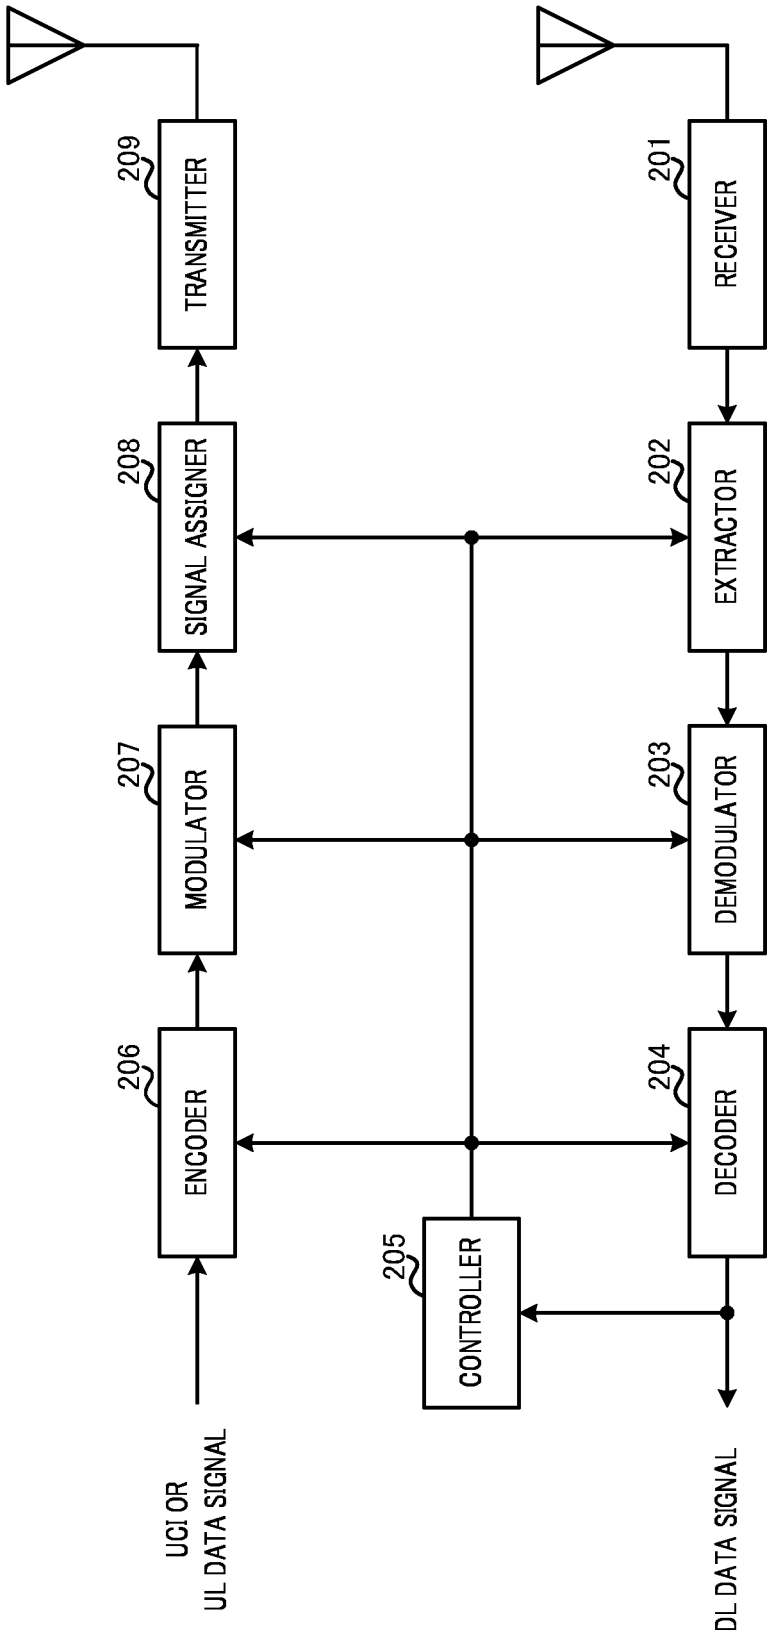 UCI OR
UL DATA SIGNAL
206
ENCODER
207
MODULATOR
208
SIGNAL ASSIGNER
209
TRANSMITTER
205
CONTROLLER
DL DATA SIGNAL
204
DECODER
203
DEMODULATOR
202
EXTRACTOR
201
RECEIVER